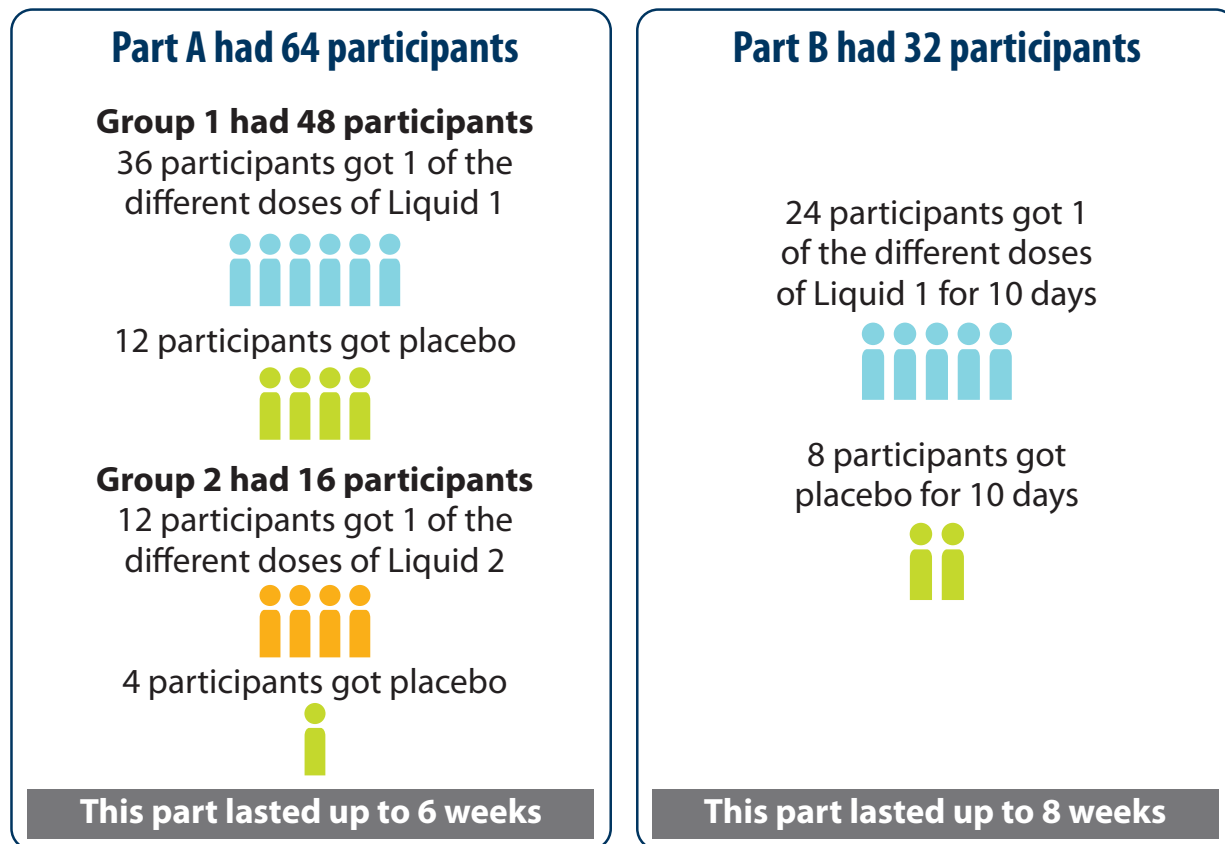 Part A had 64 participants
Group 1 had 48 participants
36 participants got 1 of the
different doses of Liquid 1
12 participants got placebo
Group 2 had 16 participants
12 participants got 1 of the
different doses of Liquid 2
4 participants got placebo
This part lasted up to 6 weeks
Part B had 32 participants
24 participants got 1
of the different doses
of Liquid 1 for 10 days
8 participants got
placebo for 10 days
This part lasted up to 8 weeks